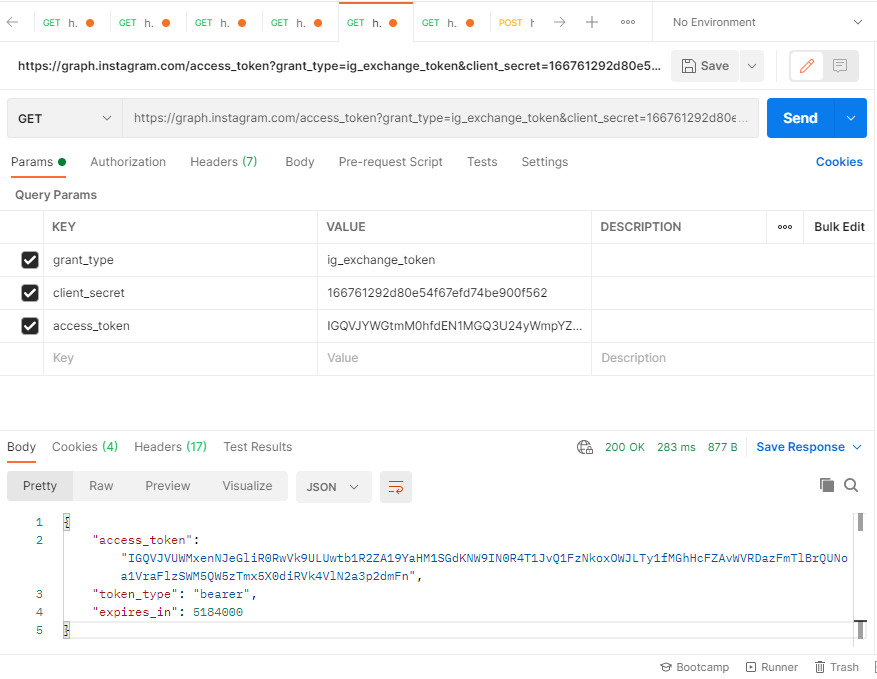 GET h. GET h. GET h. GET h. GET h. GET h. POST No Environment
https://graph.instagram.com/access_token?grant_type=ig_exchange_token&client_secret=166761292d80e5... Save
GET https://graph.instagram.com/access_token?grant_type=ig_exchange_token&client_secret=166761292d80e... Send
Params Authorization Headers (7) Body Pre-request Script Tests Settings Cookies
Query Params
KEY VALUE DESCRIPTION ooo Bulk Edit
grant_type ig_exchange_token
client_secret 166761292d80e54f67efd74be900f562
access_token IGQVJYWGtmM0hfdEN1MGQ3U24yWmpYZ...
Key Value Description
Body Cookies (4) Headers (17) Test Results 200 OK 283 ms 877 B Save Response
Pretty Raw Preview Visualize JSON
1 {
2 "access_token":
"IGQVJVUWMxenNJeGliR0RwVk9ULUwtb1R2ZA19YaHM1SGdKNW9IN0R4T1JvQ1FzNkoxOWJLTy1fMGhHcFZAvWVRDazFmTlBrQUNo
a1VraFlzSWM5QW5zTmx5X0diRVk4VlN2a3p2dmFn",
3 "token_type": "bearer",
4 "expires_in": 5184000
5 }
Bootcamp Runner Trash